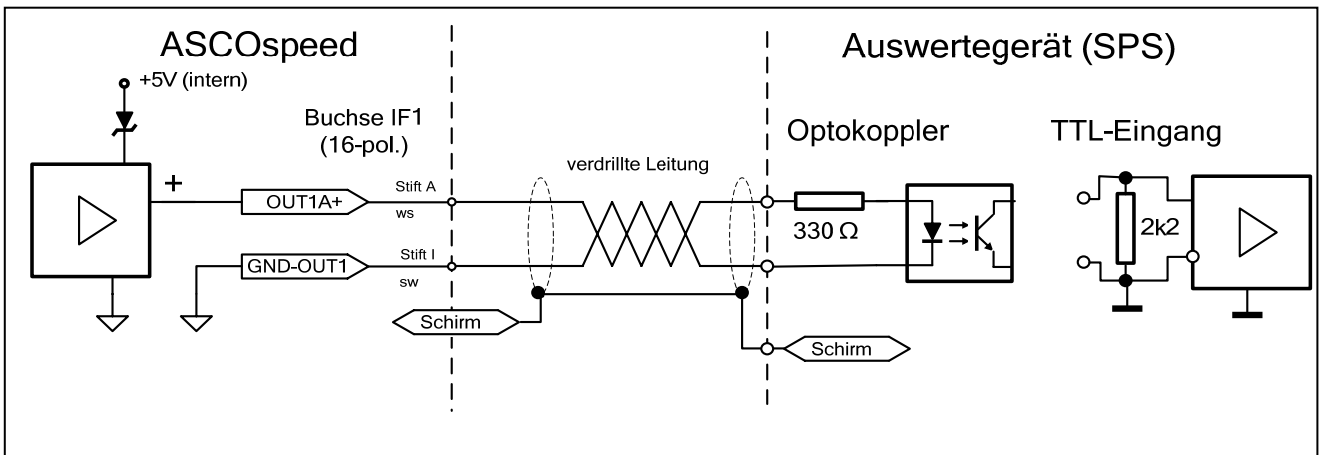 ASCOspeed
Auswertegerät (SPS)
+5V (intern)
Buchse IF1
(16-pol.)
Optokoppler
TTL-Eingang
verdrillte Leitung
+
OUT1A+
Stift A
ws
330 Ω
2k2
GND-OUT1
Stift I
sw
Schirm
Schirm